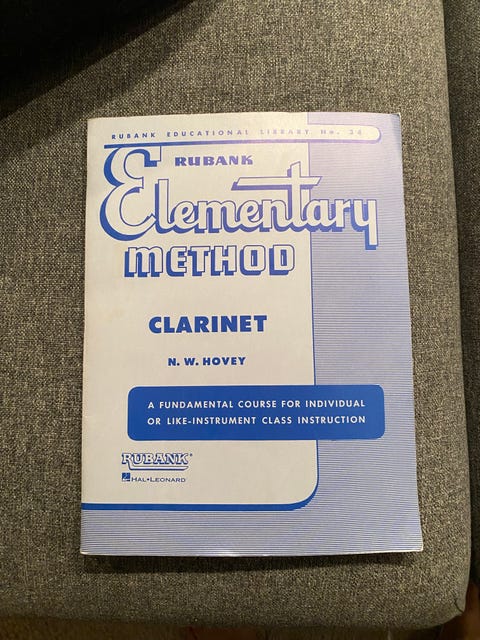 RUBANK EDUCATIONAL LIBRARY No. 34
RUBANK
Elementary
METHOD
CLARINET
N. W. HOVEY
A FUNDAMENTAL COURSE FOR INDIVIDUAL
OR LIKE-INSTRUMENT CLASS INSTRUCTION
RUBANK®
HAL•LEONARD®